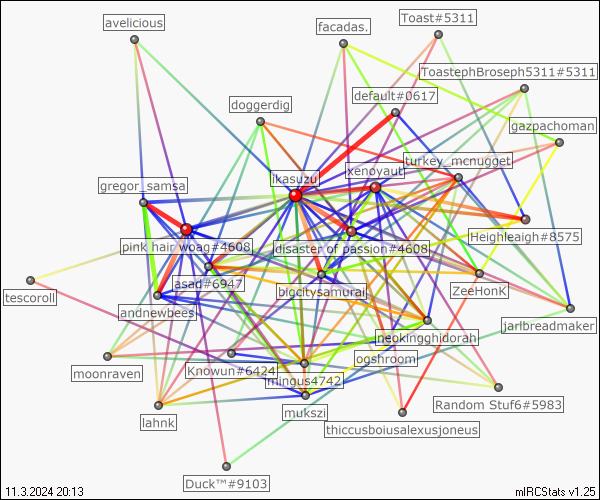 avelicious
facadas.
Toast#5311
ToastephBroseph5311#5311
default#0617
doggerdig
gazpachoman
turkey_mcnugget
xenoyauti
ikasuzu
gregor_samsa
Heighleaigh#8575
pink hair woag#4608
disaster of passion#4608
asad#6947
tescoroll
bigcitysamurai
ZeeHonK
andnewbees
jarlbreadmaker
neokingghidorah
ogshroom
moonraven
Knowun#6424
mingus4742
Random Stuf6#5983
lahnk
mukszi
thiccusboiusalexusjoneus
Duck™#9103
11.3.2024 20:13
mIRCStats v1.25